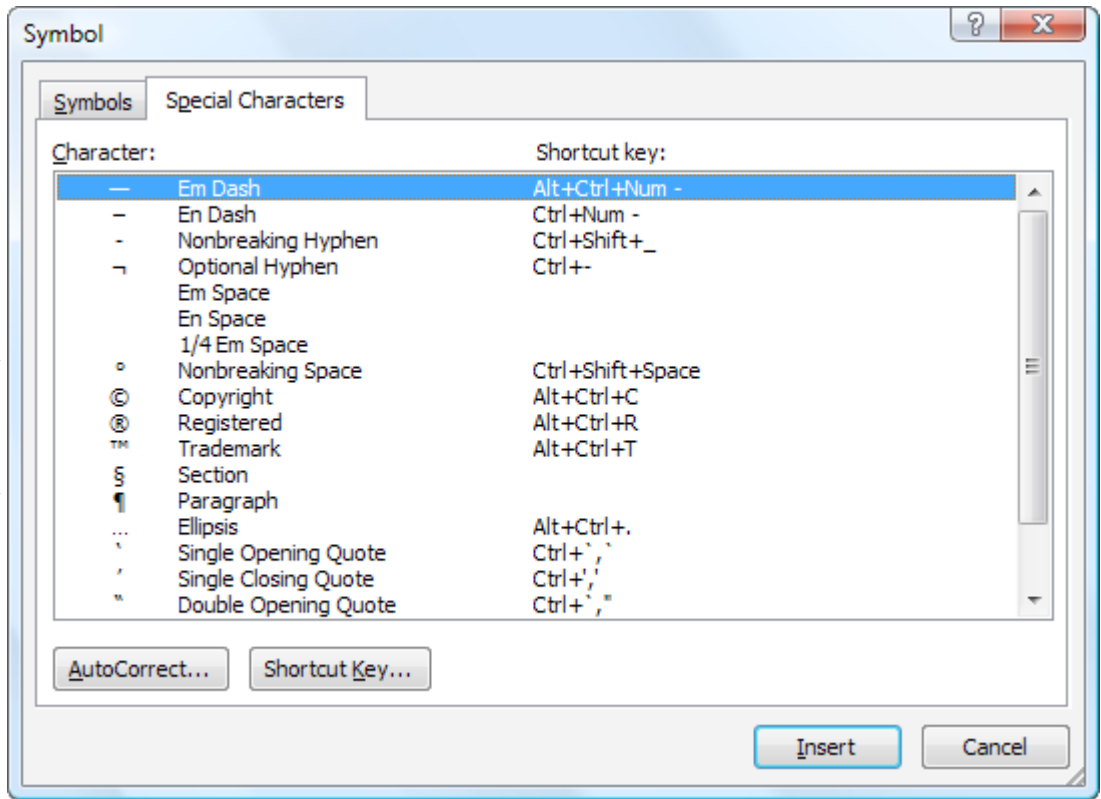 Symbol
Symbols Special Characters
Character: Shortcut key:
— Em Dash Alt+Ctrl+Num -
– En Dash Ctrl+Num -
- Nonbreaking Hyphen Ctrl+Shift+_
¬ Optional Hyphen Ctrl+-
Em Space
En Space
1/4 Em Space
° Nonbreaking Space Ctrl+Shift+Space
© Copyright Alt+Ctrl+C
® Registered Alt+Ctrl+R
™ Trademark Alt+Ctrl+T
§ Section
¶ Paragraph
… Ellipsis Alt+Ctrl+.
‘ Single Opening Quote Ctrl+`,`
’ Single Closing Quote Ctrl+','
“ Double Opening Quote Ctrl+`,"
AutoCorrect... Shortcut Key...
Insert Cancel